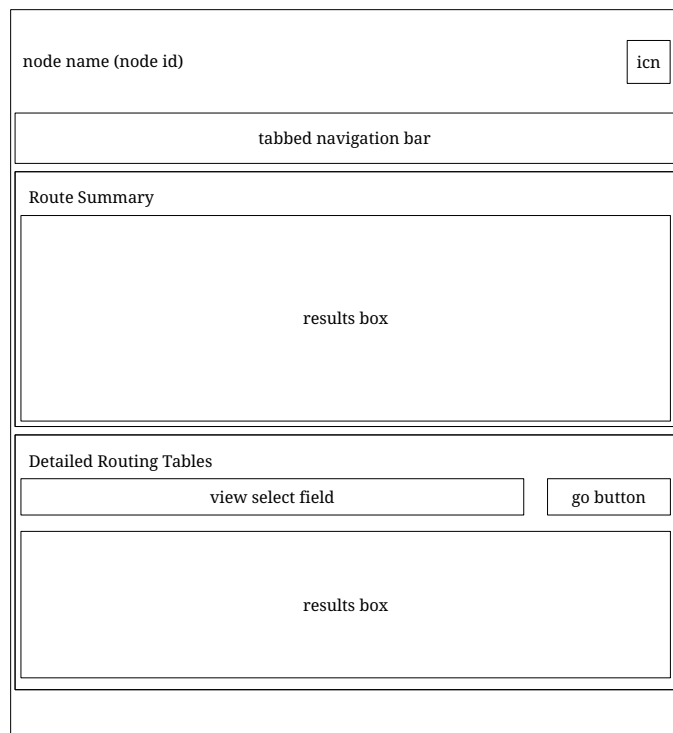 node name (node id)
icn
tabbed navigation bar
Route Summary
results box
Detailed Routing Tables
view select field
go button
results box